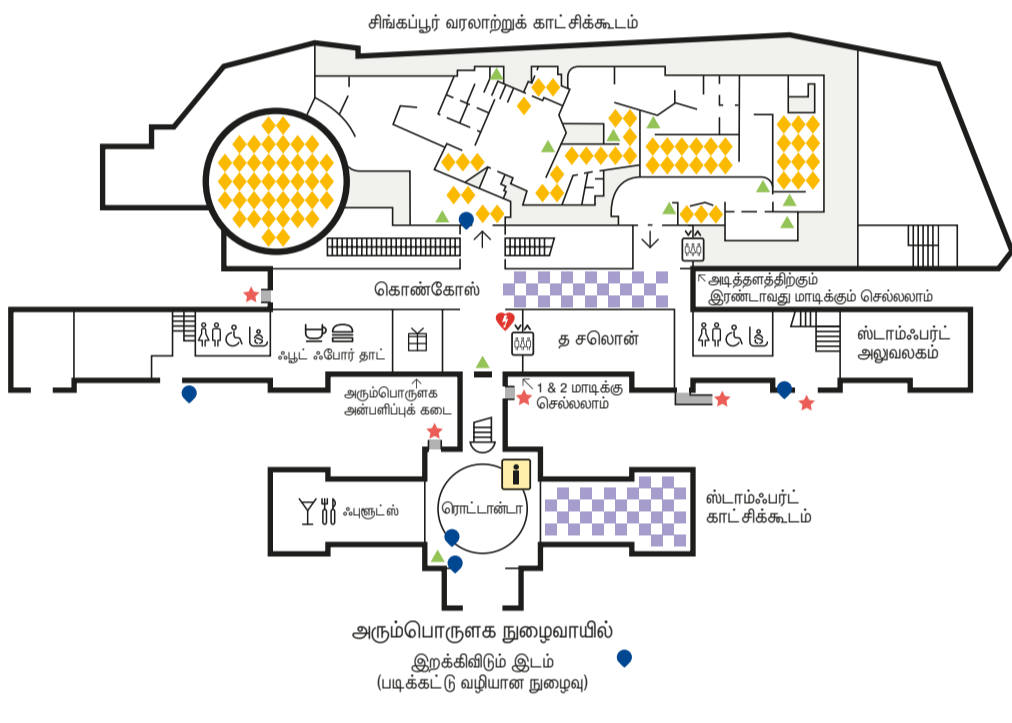 சிங்கப்பூர் வரலாற்றுக் காட்சிக்கூடம்
கொண்கோஸ்
அடித்தளத்திற்கும்
இரண்டாவது மாடிக்கும் செல்லலாம்
ஃபூட் ஃபோர் தாட்
த சலொன்
ஸ்டாம்ஃபர்ட்
அலுவலகம்
அரும்பொருளக
அன்பளிப்புக் கடை
1 & 2 மாடிக்கு
செல்லலாம்
i
ஃபுளூட்ஸ்
ரொட்டான்டா
ஸ்டாம்ஃபர்ட்
காட்சிக்கூடம்
அரும்பொருளக நுழைவாயில்
இறக்கிவிடும் இடம்
(படிக்கட்டு வழியான நுழைவு)